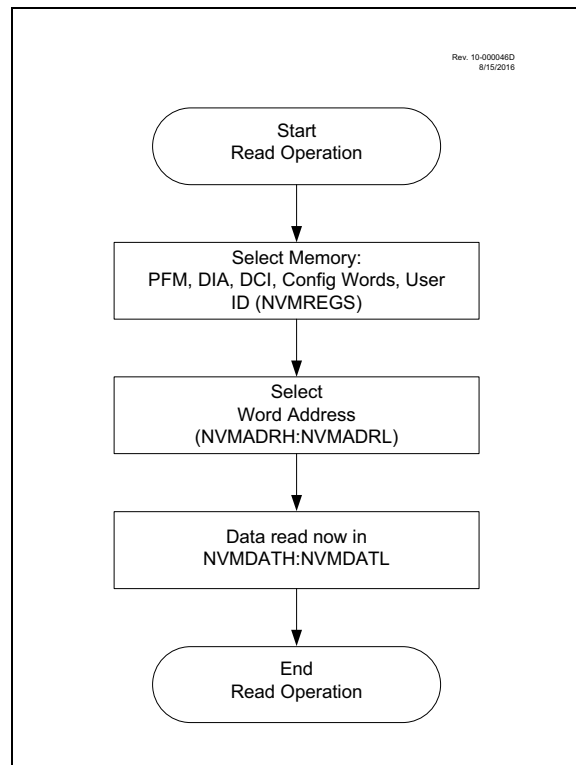 Rev. 10-000046D
8/15/2016
Start
Read Operation
Select Memory:
PFM, DIA, DCI, Config Words, User
ID (NVMREGS)
Select
Word Address
(NVMADRH:NVMADRL)
Data read now in
NVMDATH:NVMDATL
End
Read Operation